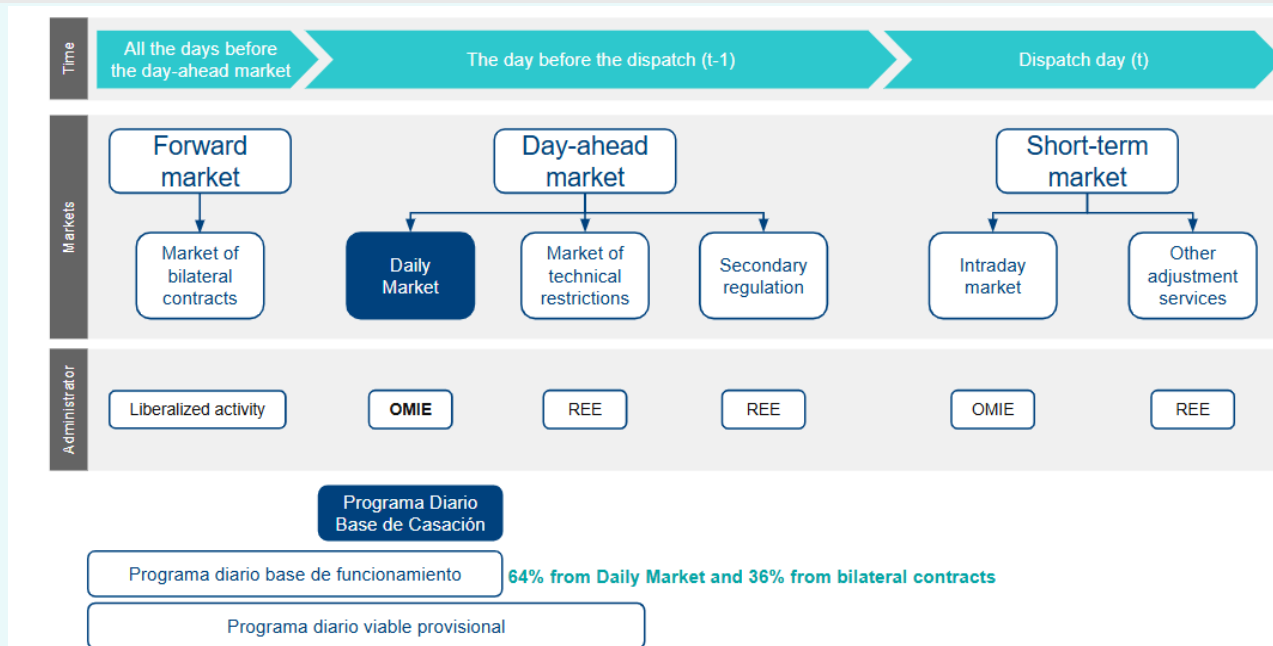 Time
All the days before
the day-ahead market
The day before the dispatch (t-1)
Dispatch day (t)
Markets
Forward
market
Day-ahead
market
Short-term
market
Market of
bilateral
contracts
Daily
Market
Market of
technical
restrictions
Secondary
regulation
Intraday
market
Other
adjustment
services
Administrator
Liberalized activity
OMIE
REE
REE
OMIE
REE
Programa Diario
Base de Casación
Programa diario base de funcionamiento
64% from Daily Market and 36% from bilateral contracts
Programa diario viable provisional